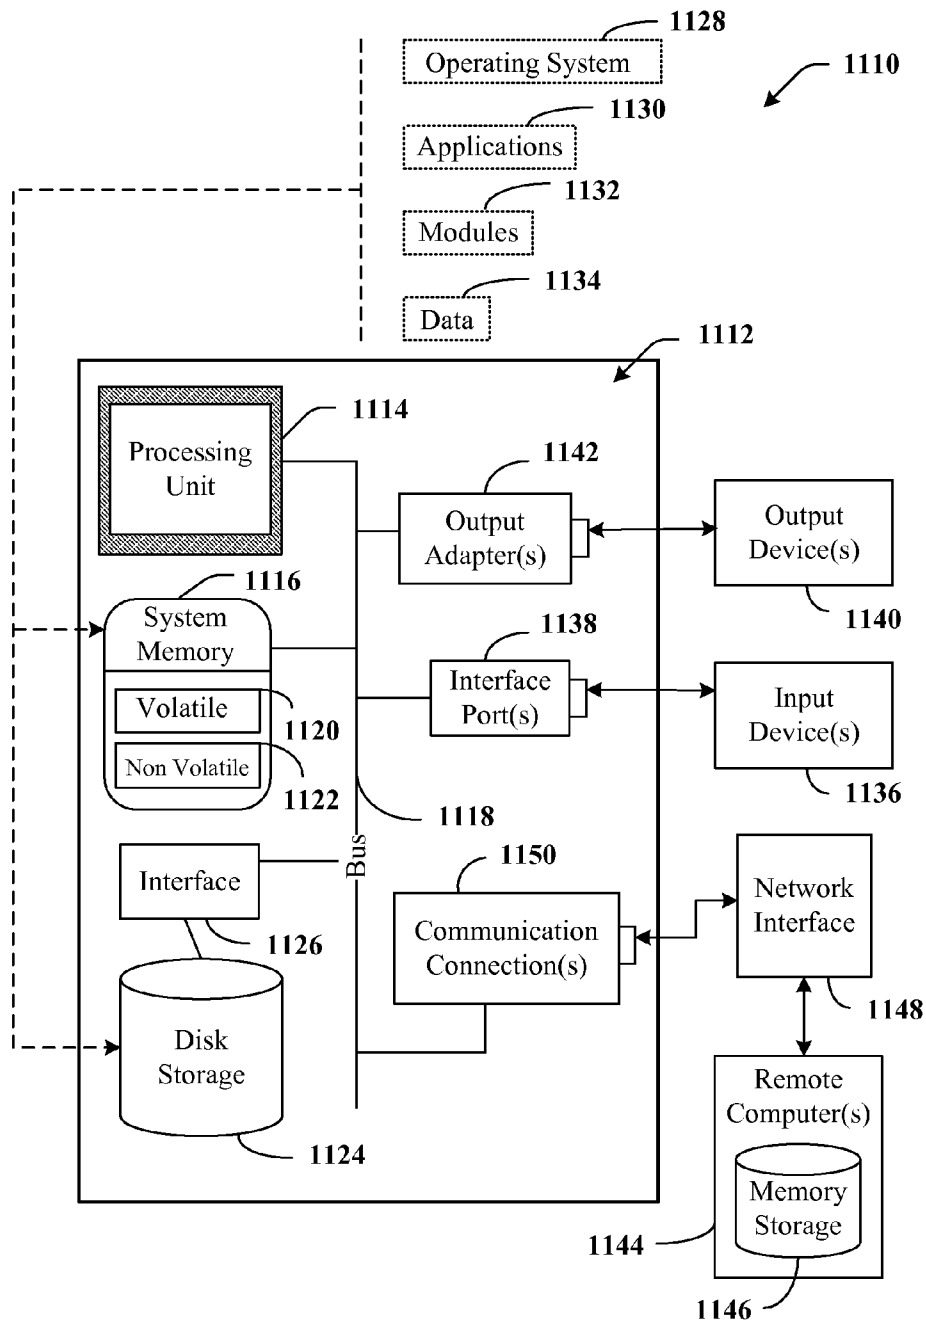 1128
Operating System
1110
1130
Applications
1132
Modules
1134
Data
1112
1114
Processing
Unit
1142
Output
Adapter(s)
Output
Device(s)
1140
1116
System
Memory
1138
Interface
Port(s)
Input
Device(s)
1136
Volatile
1120
Non Volatile
1122
1118
Bus
1150
Interface
1126
Communication
Connection(s)
Network
Interface
1148
Disk
Storage
1124
Remote
Computer(s)
Memory
Storage
1144
1146